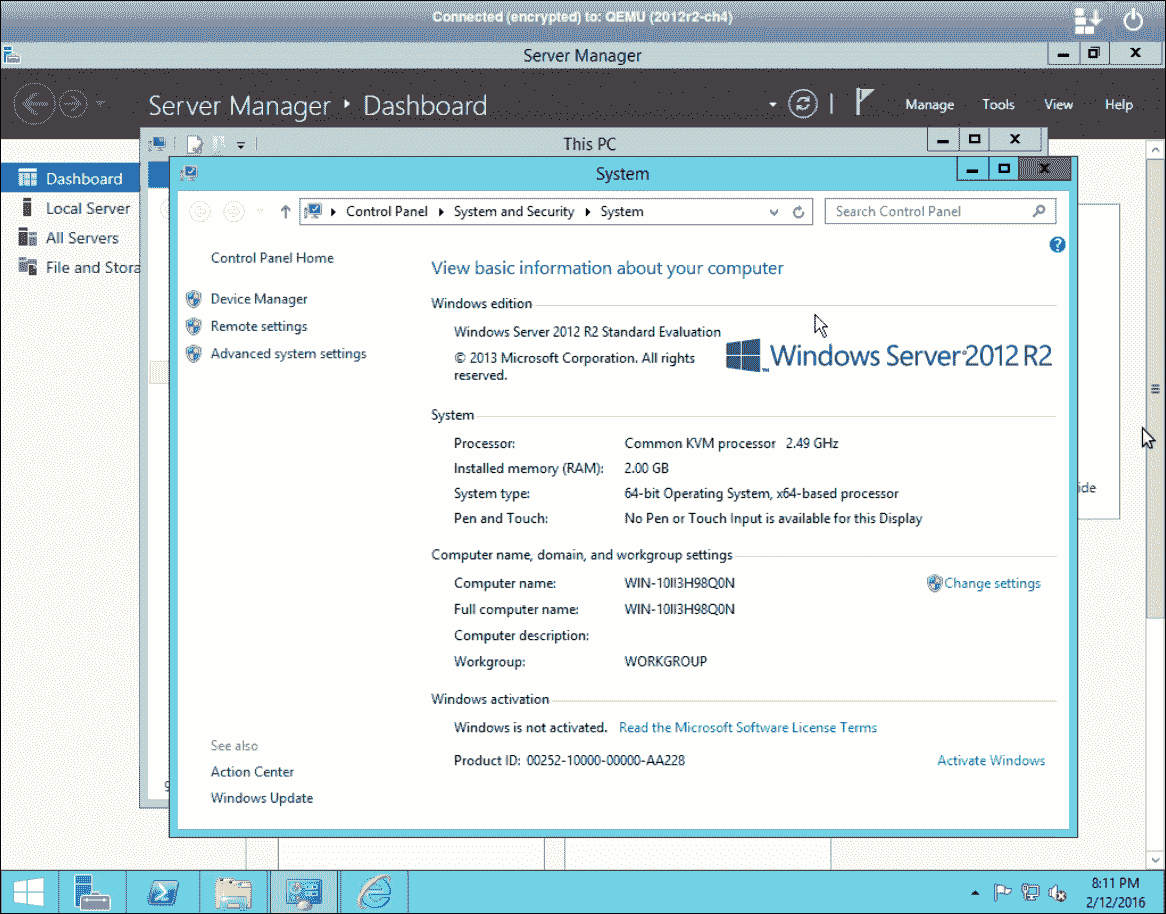 Connected (encrypted) to: QEMU (2012r2-ch4)
Server Manager
Server Manager Dashboard
Manage Tools View Help
This PC
System
Dashboard
Local Server
All Servers
File and Stora
Control Panel System and Security System
Search Control Panel
Control Panel Home
Device Manager
Remote settings
Advanced system settings
View basic information about your computer
Windows edition
Windows Server 2012 R2 Standard Evaluation
© 2013 Microsoft Corporation. All rights
reserved.
Windows Server 2012 R2
System
Processor: Common KVM processor 2.49 GHz
Installed memory (RAM): 2.00 GB
System type: 64-bit Operating System, x64-based processor
Pen and Touch: No Pen or Touch Input is available for this Display
ide
Computer name, domain, and workgroup settings
Computer name: WIN-10II3H98Q0N
Change settings
Full computer name: WIN-10II3H98Q0N
Computer description:
Workgroup: WORKGROUP
Windows activation
Windows is not activated. Read the Microsoft Software License Terms
Product ID: 00252-10000-00000-AA228
Activate Windows
See also
Action Center
Windows Update
8:11 PM
2/12/2016